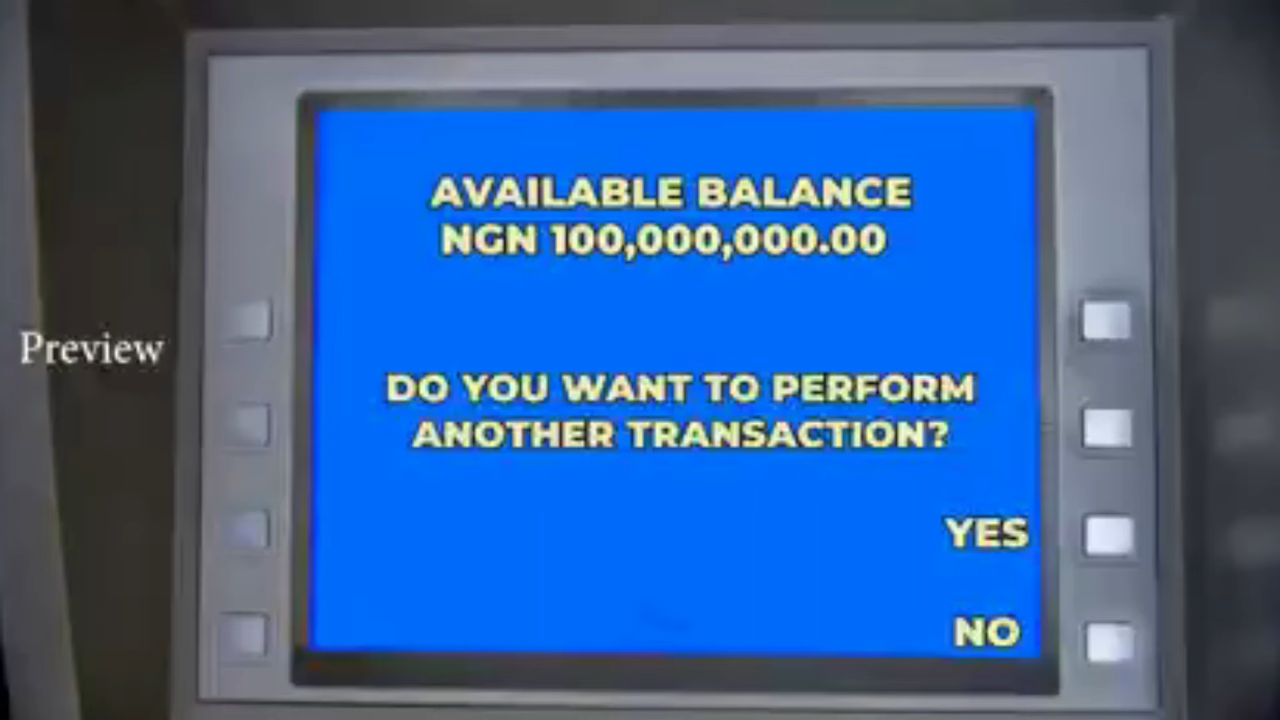 AVAILABLE BALANCE
NGN 100,000,000.00
Preview
DO YOU WANT TO PERFORM
ANOTHER TRANSACTION?
YES
NO